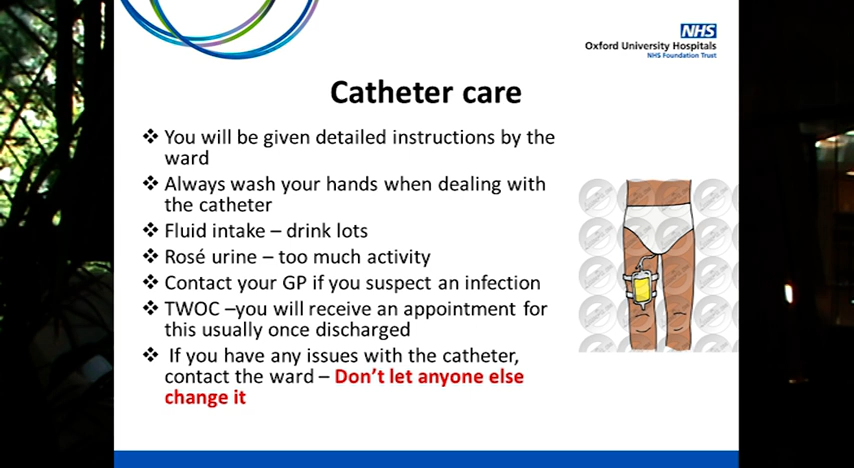 NHS
Oxford University Hospitals
NHS Foundation Trust
Catheter care
❖ You will be given detailed instructions by the
ward
❖ Always wash your hands when dealing with
the catheter
❖ Fluid intake – drink lots
❖ Rosé urine – too much activity
❖ Contact your GP if you suspect an infection
❖ TWOC –you will receive an appointment for
this usually once discharged
❖ If you have any issues with the catheter,
contact the ward – Don't let anyone else
change it